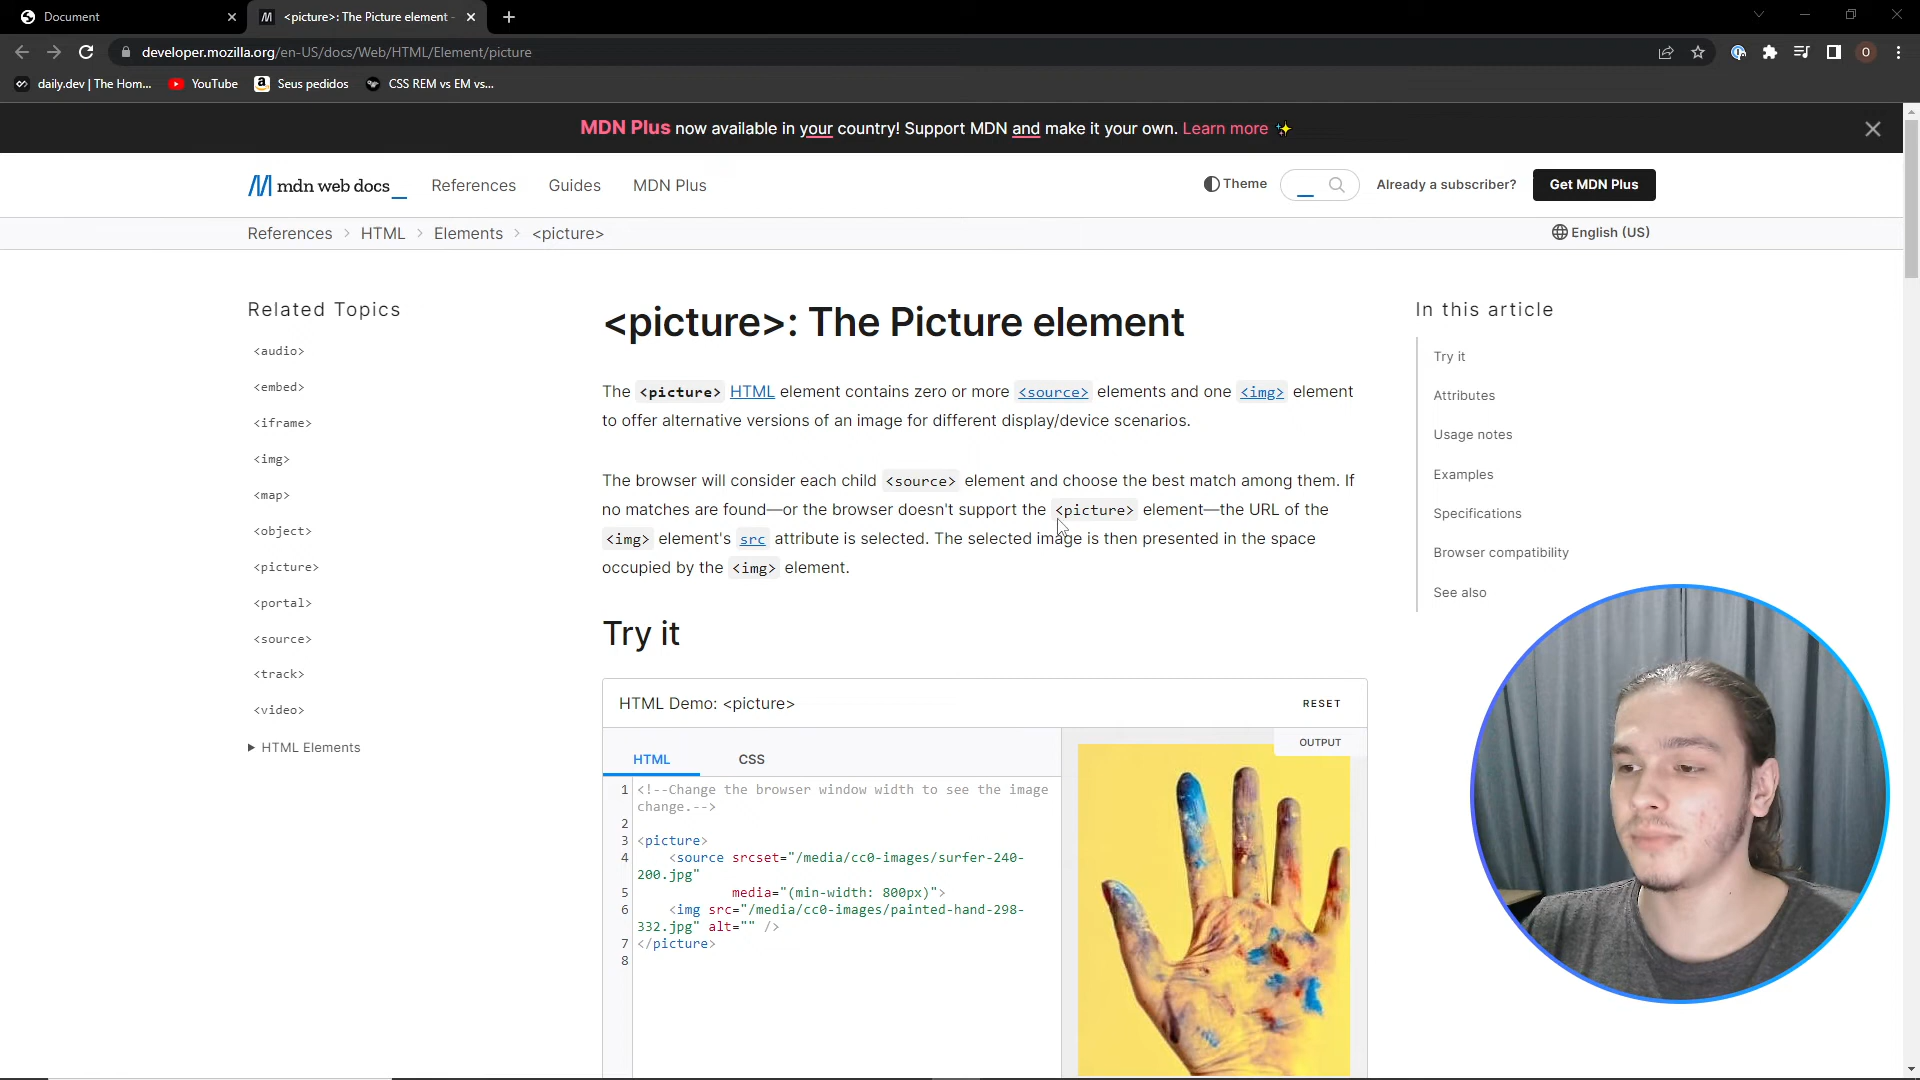 Document
<picture>: The Picture element -
developer.mozilla.org/en-US/docs/Web/HTML/Element/picture
O
daily.dev | The Hom...
YouTube
Seus pedidos
CSS REM vs EM vs...
MDN Plus now available in your country! Support MDN and make it your own. Learn more ✨
mdn web docs_
References
Guides
MDN Plus
Theme
Already a subscriber?
Get MDN Plus
References > HTML > Elements > <picture>
English (US)
Related Topics
<audio>
<embed>
<iframe>
<img>
<map>
<object>
<picture>
<portal>
<source>
<track>
<video>
HTML Elements
<picture>: The Picture element
The <picture> HTML element contains zero or more <source> elements and one <img> element
to offer alternative versions of an image for different display/device scenarios.
The browser will consider each child <source> element and choose the best match among them. If
no matches are found—or the browser doesn't support the <picture> element—the URL of the
<img> element's src attribute is selected. The selected image is then presented in the space
occupied by the <img> element.
Try it
HTML Demo: <picture>
RESET
HTML
CSS
OUTPUT
1 <!--Change the browser window width to see the image
change.-->
2
3 <picture>
4 <source srcset="/media/cc0-images/surfer-240-
200.jpg"
5 media="(min-width: 800px)">
6 <img src="/media/cc0-images/painted-hand-298-
332.jpg" alt="" />
7 </picture>
8
In this article
Try it
Attributes
Usage notes
Examples
Specifications
Browser compatibility
See also